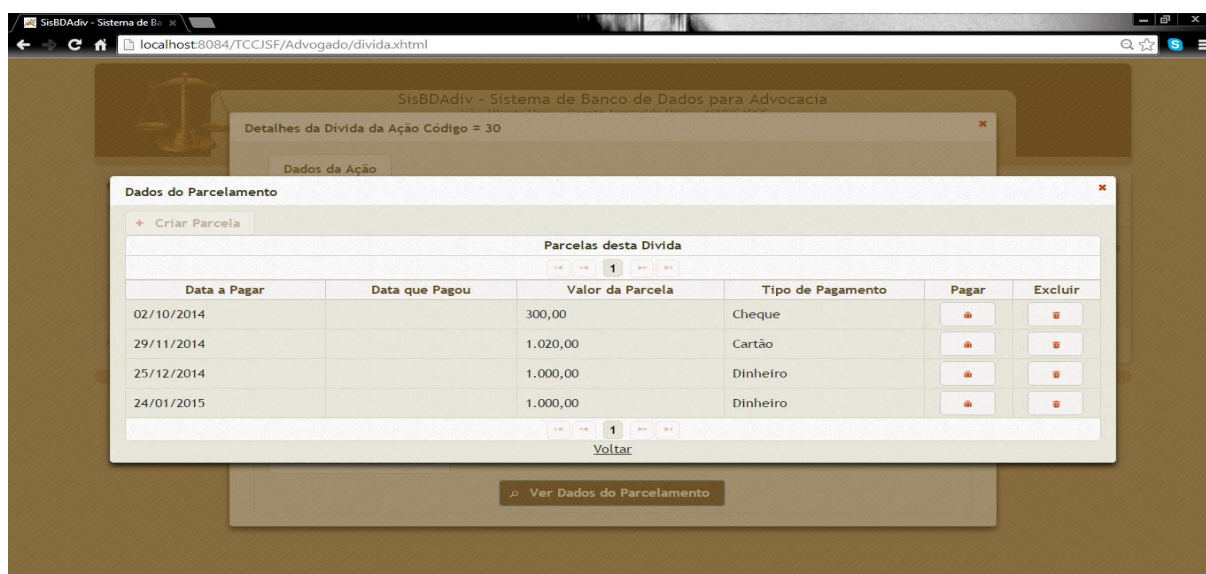 SisBDAdiv - Sistema de Ba
localhost:8084/TCCJSF/Advogado/divida.xhtml
SisBDAdiv - Sistema de Banco de Dados para Advocacia
Detalhes da Divida da Ação Código = 30
Dados da Ação
Dados do Parcelamento
+ Criar Parcela
Parcelas desta Divida
1
Data a Pagar Data que Pagou Valor da Parcela Tipo de Pagamento Pagar Excluir
02/10/2014 300,00 Cheque
29/11/2014 1.020,00 Cartão
25/12/2014 1.000,00 Dinheiro
24/01/2015 1.000,00 Dinheiro
1
Voltar
Ver Dados do Parcelamento